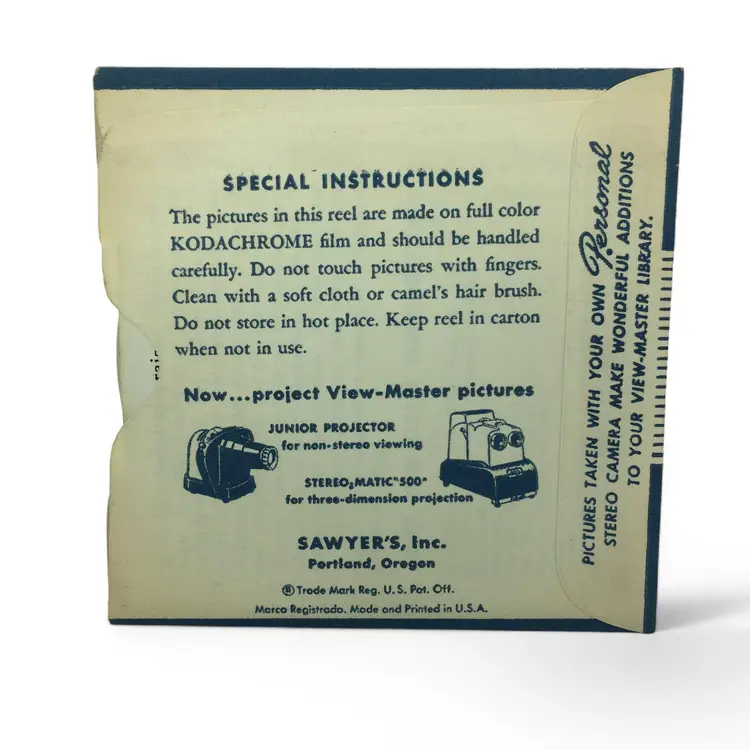 SPECIAL INSTRUCTIONS
The pictures in this reel are made on full color
KODACHROME film and should be handled
carefully. Do not touch pictures with fingers.
Clean with a soft cloth or camel's hair brush.
Do not store in hot place. Keep reel in carton
when not in use.
Now...project View-Master pictures
JUNIOR PROJECTOR
for non-stereo viewing
STEREO-MATIC "500"
for three-dimension projection
SAWYER'S, Inc.
Portland, Oregon
® Trade Mark Reg. U. S. Pat. Off.
Marca Registrada. Made and Printed in U.S.A.
PICTURES TAKEN WITH YOUR OWN Personal
STEREO CAMERA MAKE WONDERFUL ADDITIONS
TO YOUR VIEW-MASTER LIBRARY.